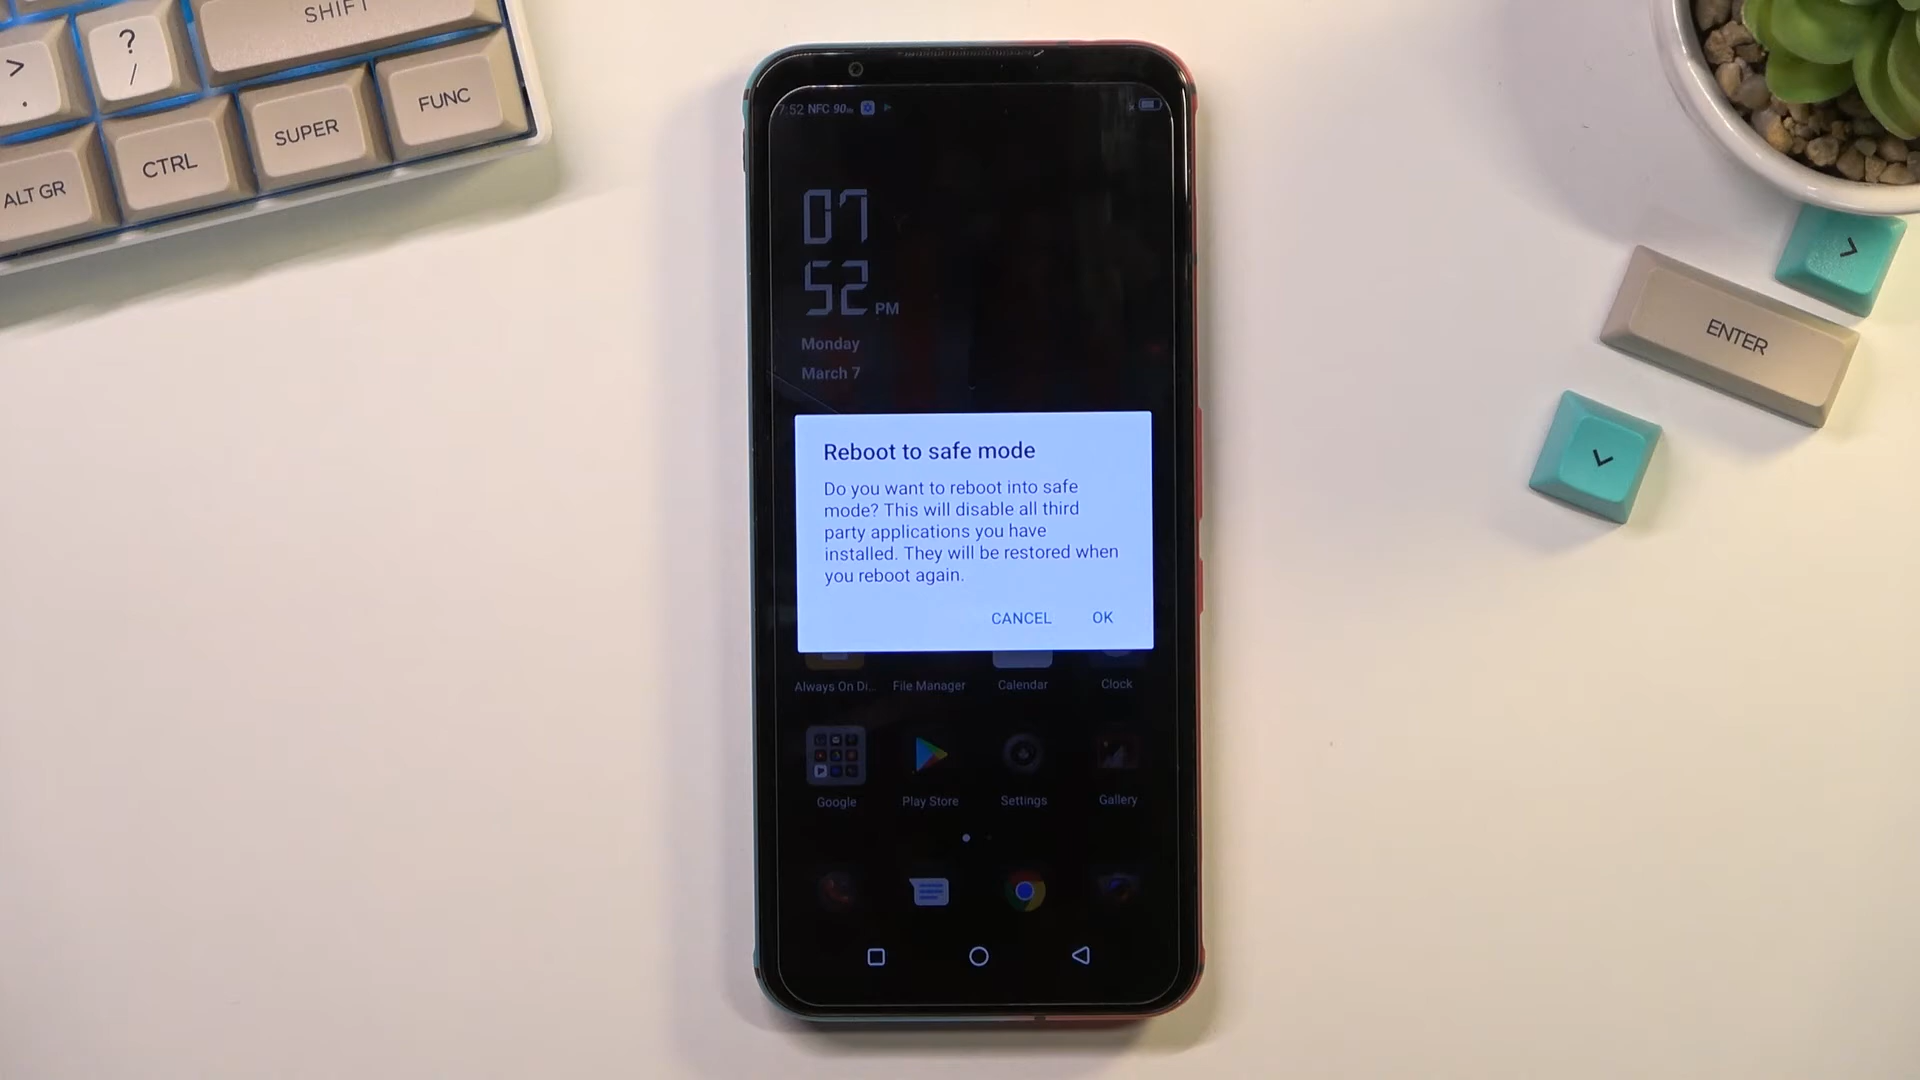 SHIFT
?
/
>
.
FUNC
SUPER
CTRL
ALT GR
7:52 NFC 90
07
52 PM
Monday
March 7
Reboot to safe mode
Do you want to reboot into safe
mode? This will disable all third
party applications you have
installed. They will be restored when
you reboot again.
CANCEL OK
Always On Di... File Manager Calendar Clock
Google Play Store Settings Gallery
ENTER